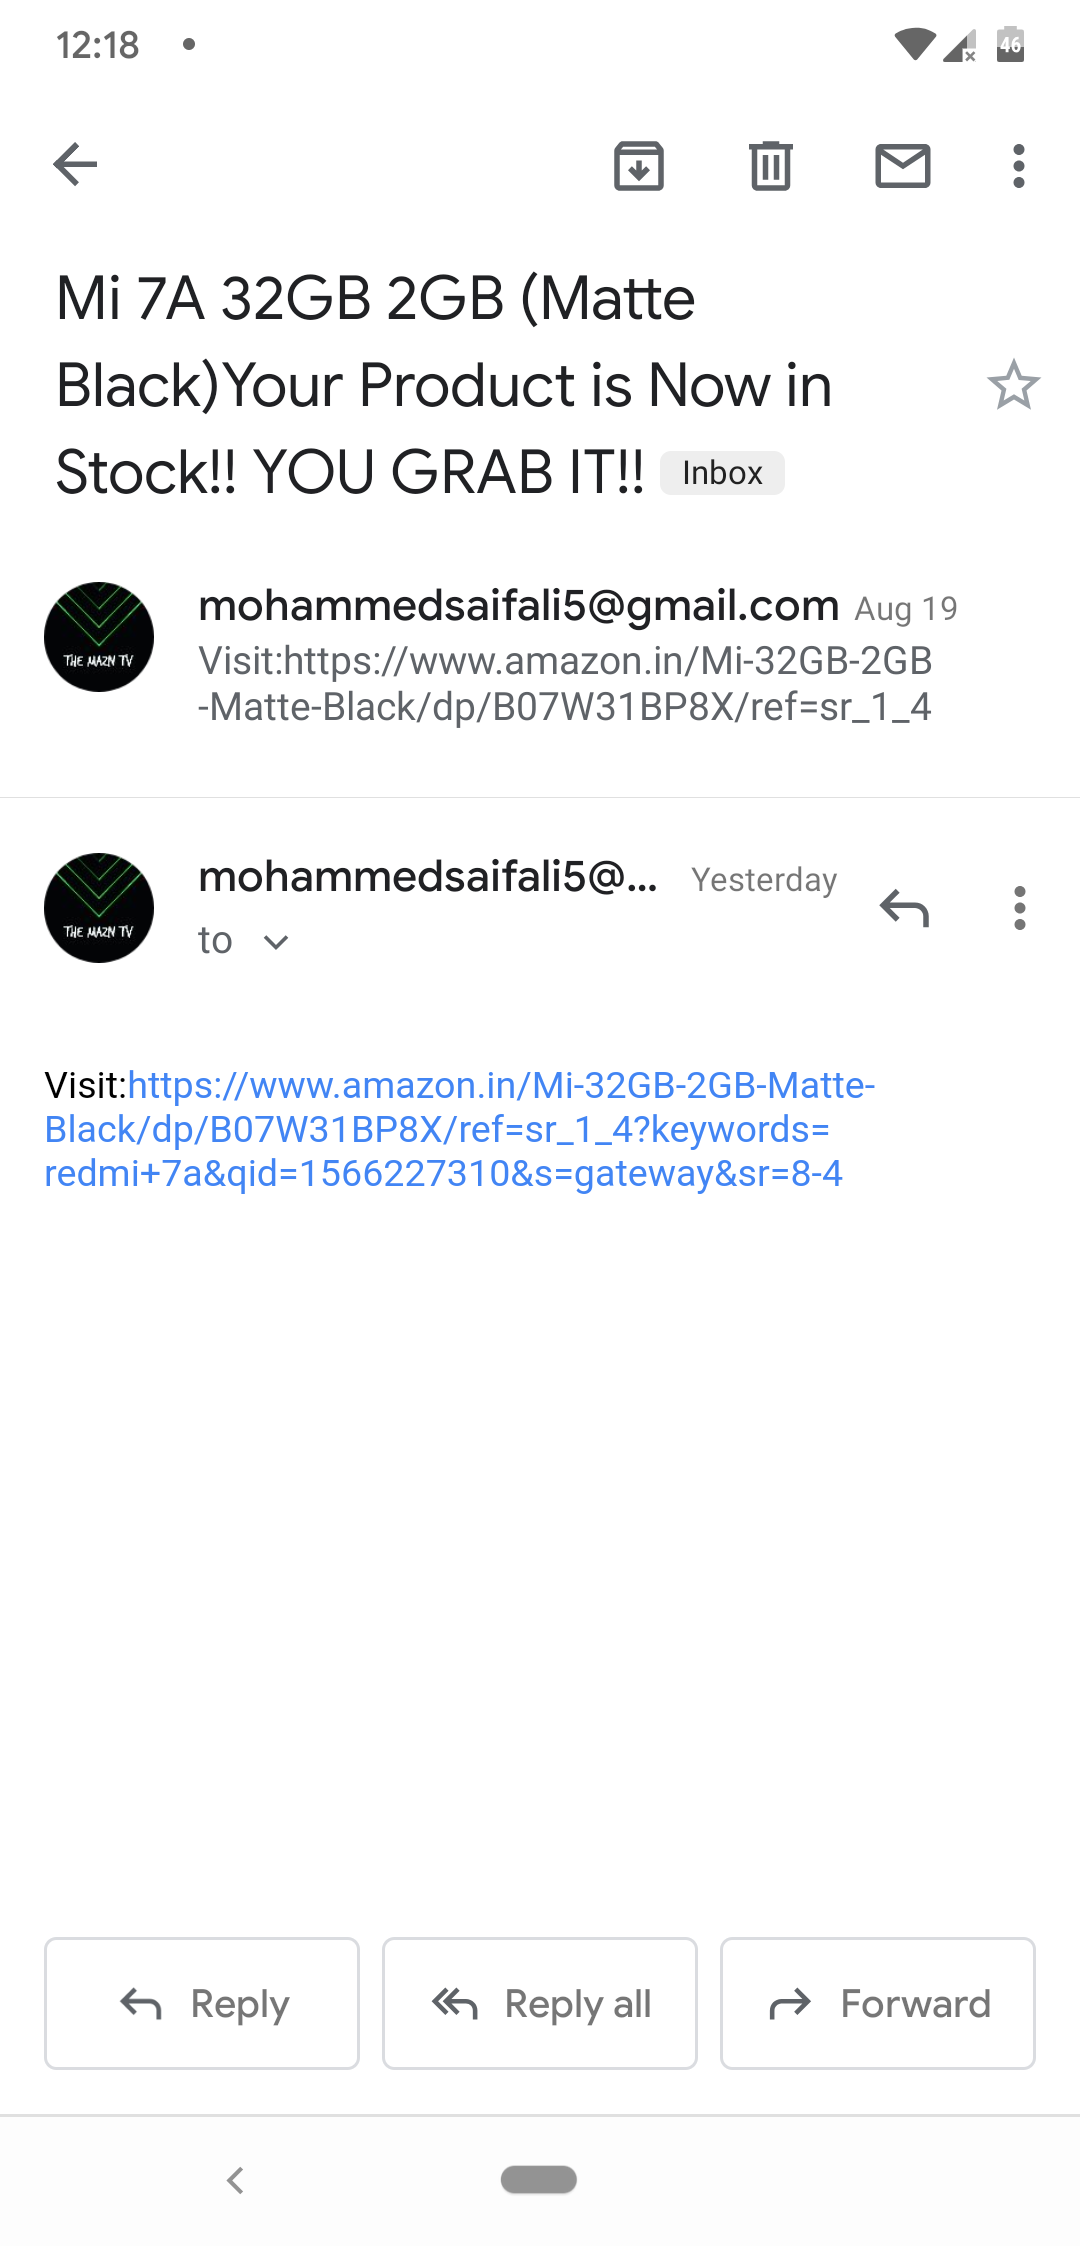 12:18
46
Mi 7A 32GB 2GB (Matte
Black)Your Product is Now in
Stock!! YOU GRAB IT!! Inbox
THE MAZN TV
mohammedsaifali5@gmail.com Aug 19
Visit:https://www.amazon.in/Mi-32GB-2GB
-Matte-Black/dp/B07W31BP8X/ref=sr_1_4
THE MAZN TV
mohammedsaifali5@... Yesterday
to
Visit:https://www.amazon.in/Mi-32GB-2GB-Matte-
Black/dp/B07W31BP8X/ref=sr_1_4?keywords=
redmi+7a&qid=1566227310&s=gateway&sr=8-4
Reply Reply all Forward